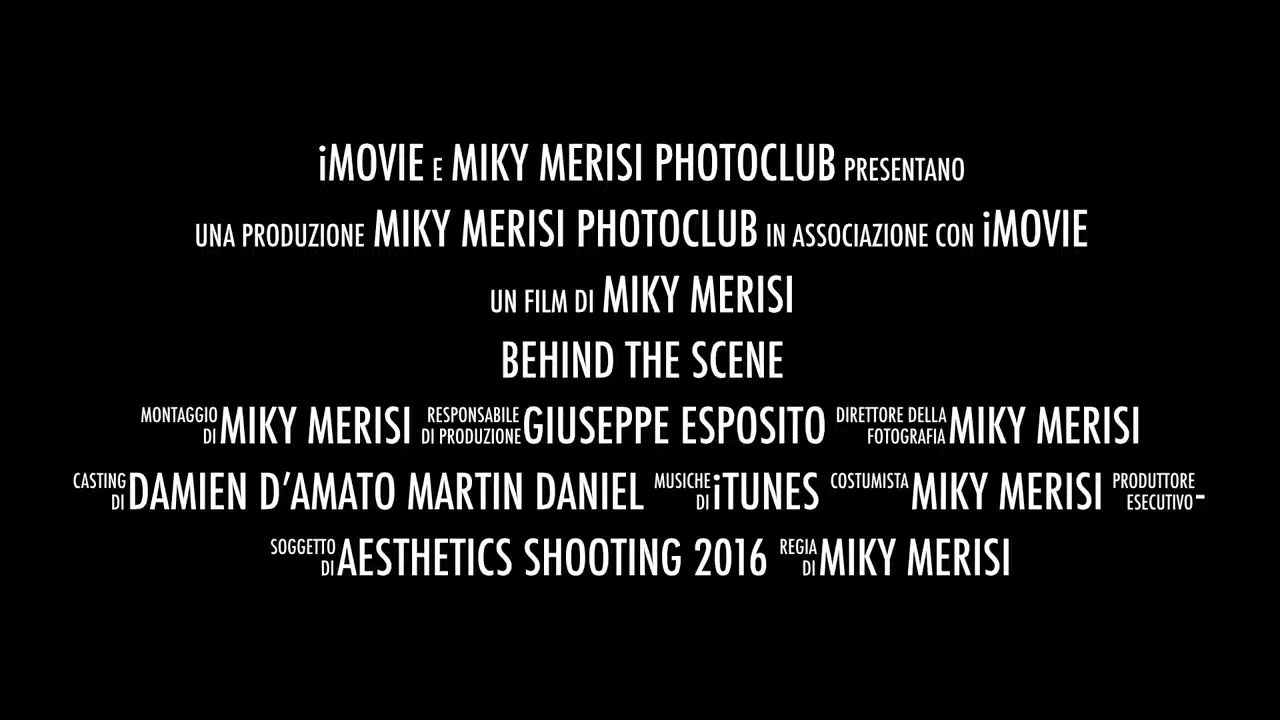 iMOVIE E MIKY MERISI PHOTOCLUB PRESENTANO
UNA PRODUZIONE MIKY MERISI PHOTOCLUB IN ASSOCIAZIONE CON iMOVIE
UN FILM DI MIKY MERISI
BEHIND THE SCENE
MONTAGGIO DI MIKY MERISI RESPONSABILE DI PRODUZIONE GIUSEPPE ESPOSITO DIRETTORE DELLA FOTOGRAFIA MIKY MERISI
CASTING DI DAMIEN D'AMATO MARTIN DANIEL MUSICHE DI iTUNES COSTUMISTA MIKY MERISI PRODUTTORE ESECUTIVO -
SOGGETTO DI AESTHETICS SHOOTING 2016 REGIA DI MIKY MERISI